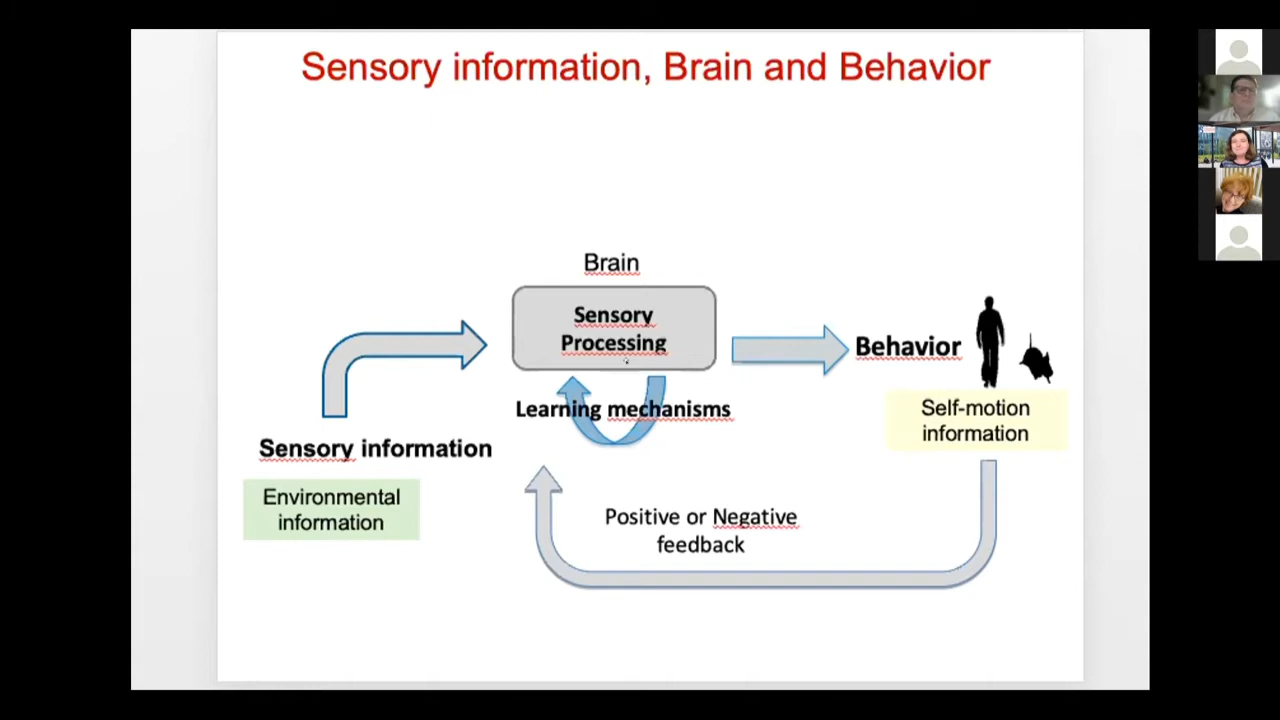 Sensory information, Brain and Behavior
Brain
Sensory
Processing
Behavior
Learning mechanisms
Self-motion
information
Sensory information
Environmental
information
Positive or Negative
feedback